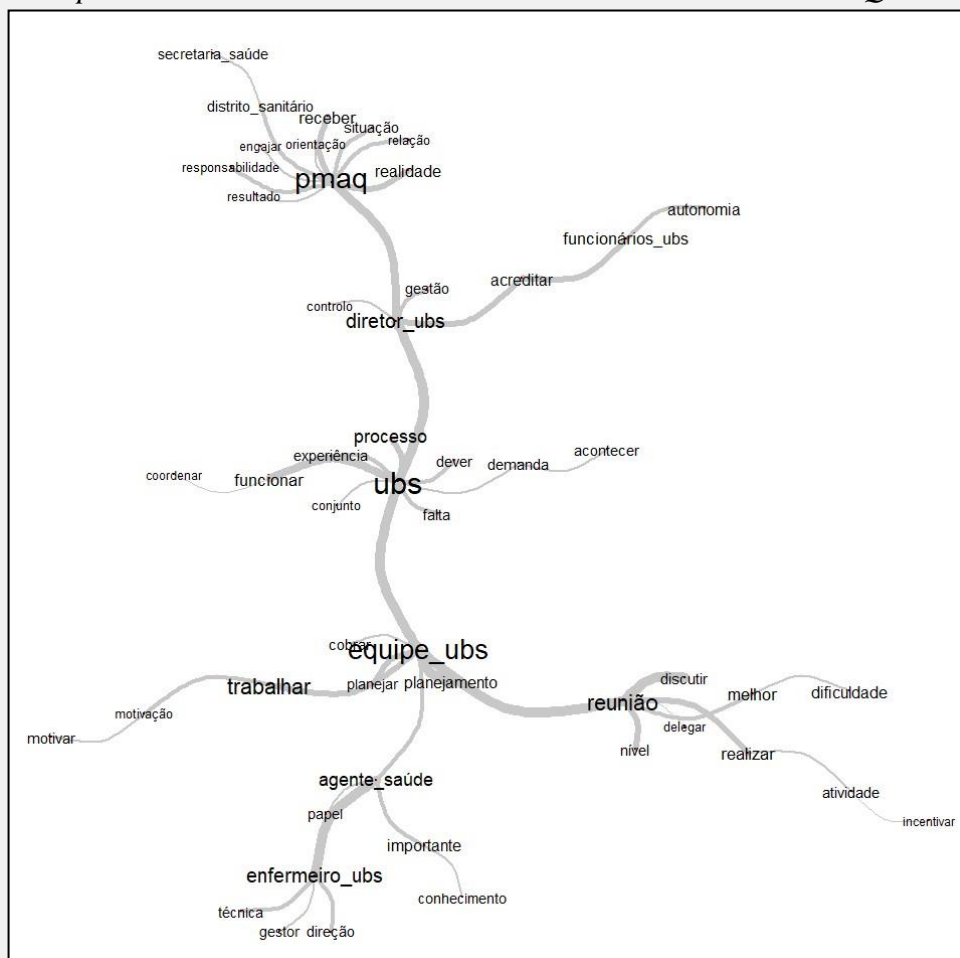 secretaria_saúde
distrito_sanitário
receber
situação
engajar
orientação
relação
responsabilidade
pmaq
realidade
resultado
autonomia
funcionários_ubs
acreditar
gestão
controlo
diretor_ubs
processo
experiência
dever
demanda
acontecer
coordenar
funcionar
ubs
conjunto
falta
cobrar
equipe_ubs
trabalhar
planejar
planejamento
discutir
melhor
dificuldade
reunião
motivação
delegar
motivar
nível
realizar
agente_saúde
atividade
papel
incentivar
importante
enfermeiro_ubs
conhecimento
técnica
gestor
direção